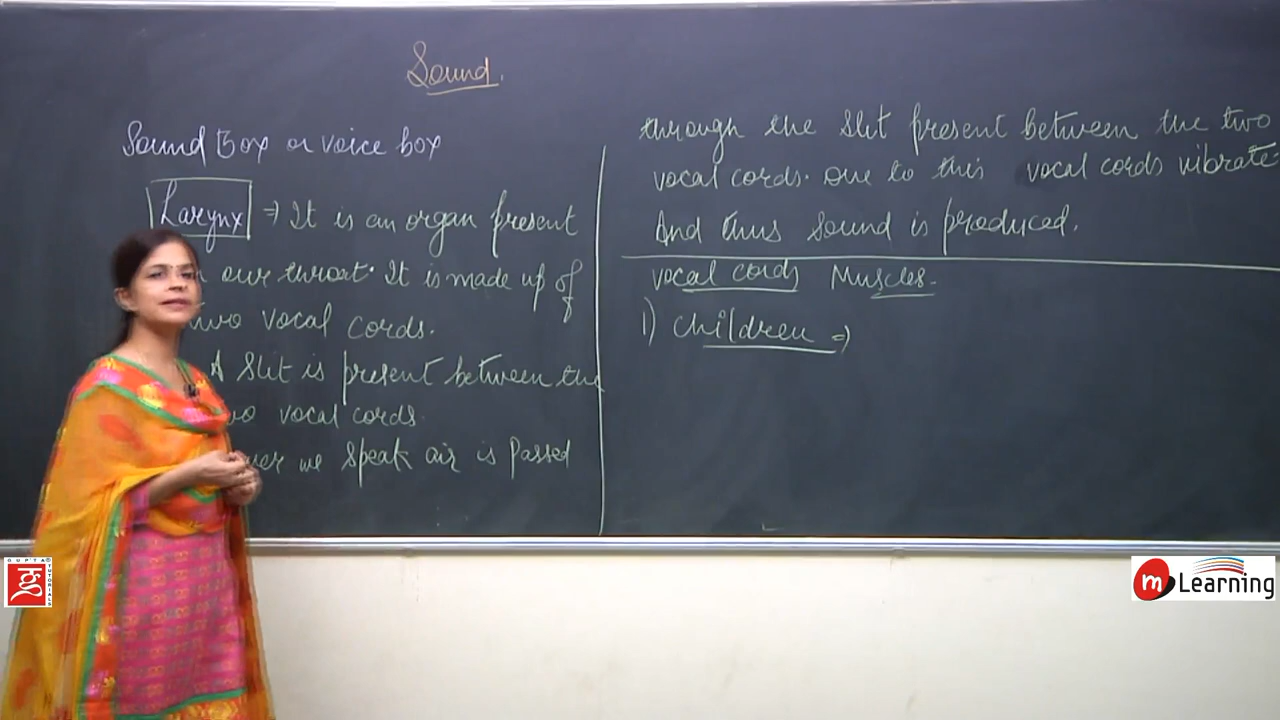 Sound.
Sound Box or voice box
Larynx ⇒ It is an organ present
our throat. It is made up of
two vocal cords.
A slit is present between the
two vocal cords.
we speak air is passed
through the slit present between the two
vocal cords. Due to this vocal cords vibrate
And thus sound is produced.
vocal cords Muscles.
1) children ⇒
GUPTA TUTORIALS
m Learning